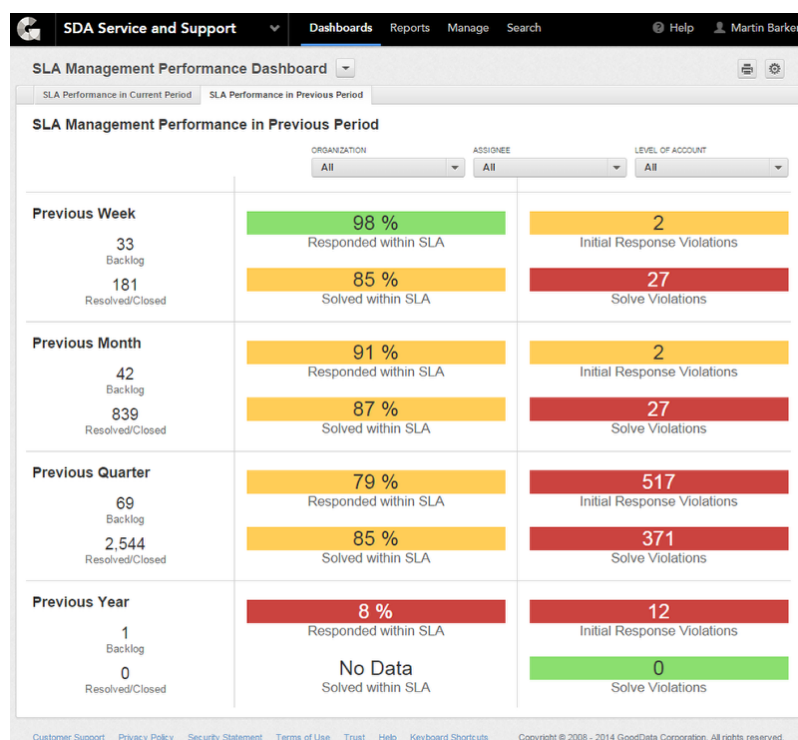 SDA Service and Support Dashboards Reports Manage Search Help Martin Barker
SLA Management Performance Dashboard
SLA Performance in Current Period SLA Performance in Previous Period
SLA Management Performance in Previous Period
ORGANIZATION ASSIGNEE LEVEL OF ACCOUNT
All All All
Previous Week
33
Backlog
181
Resolved/Closed
98 %
Responded within SLA
85 %
Solved within SLA
2
Initial Response Violations
27
Solve Violations
Previous Month
42
Backlog
839
Resolved/Closed
91 %
Responded within SLA
87 %
Solved within SLA
2
Initial Response Violations
27
Solve Violations
Previous Quarter
69
Backlog
2,544
Resolved/Closed
79 %
Responded within SLA
85 %
Solved within SLA
517
Initial Response Violations
371
Solve Violations
Previous Year
1
Backlog
0
Resolved/Closed
8 %
Responded within SLA
No Data
Solved within SLA
12
Initial Response Violations
0
Solve Violations
Customer Support Privacy Policy Security Statement Terms of Use Trust Help Keyboard Shortcuts Copyright © 2008 - 2014 GoodData Corporation. All rights reserved.